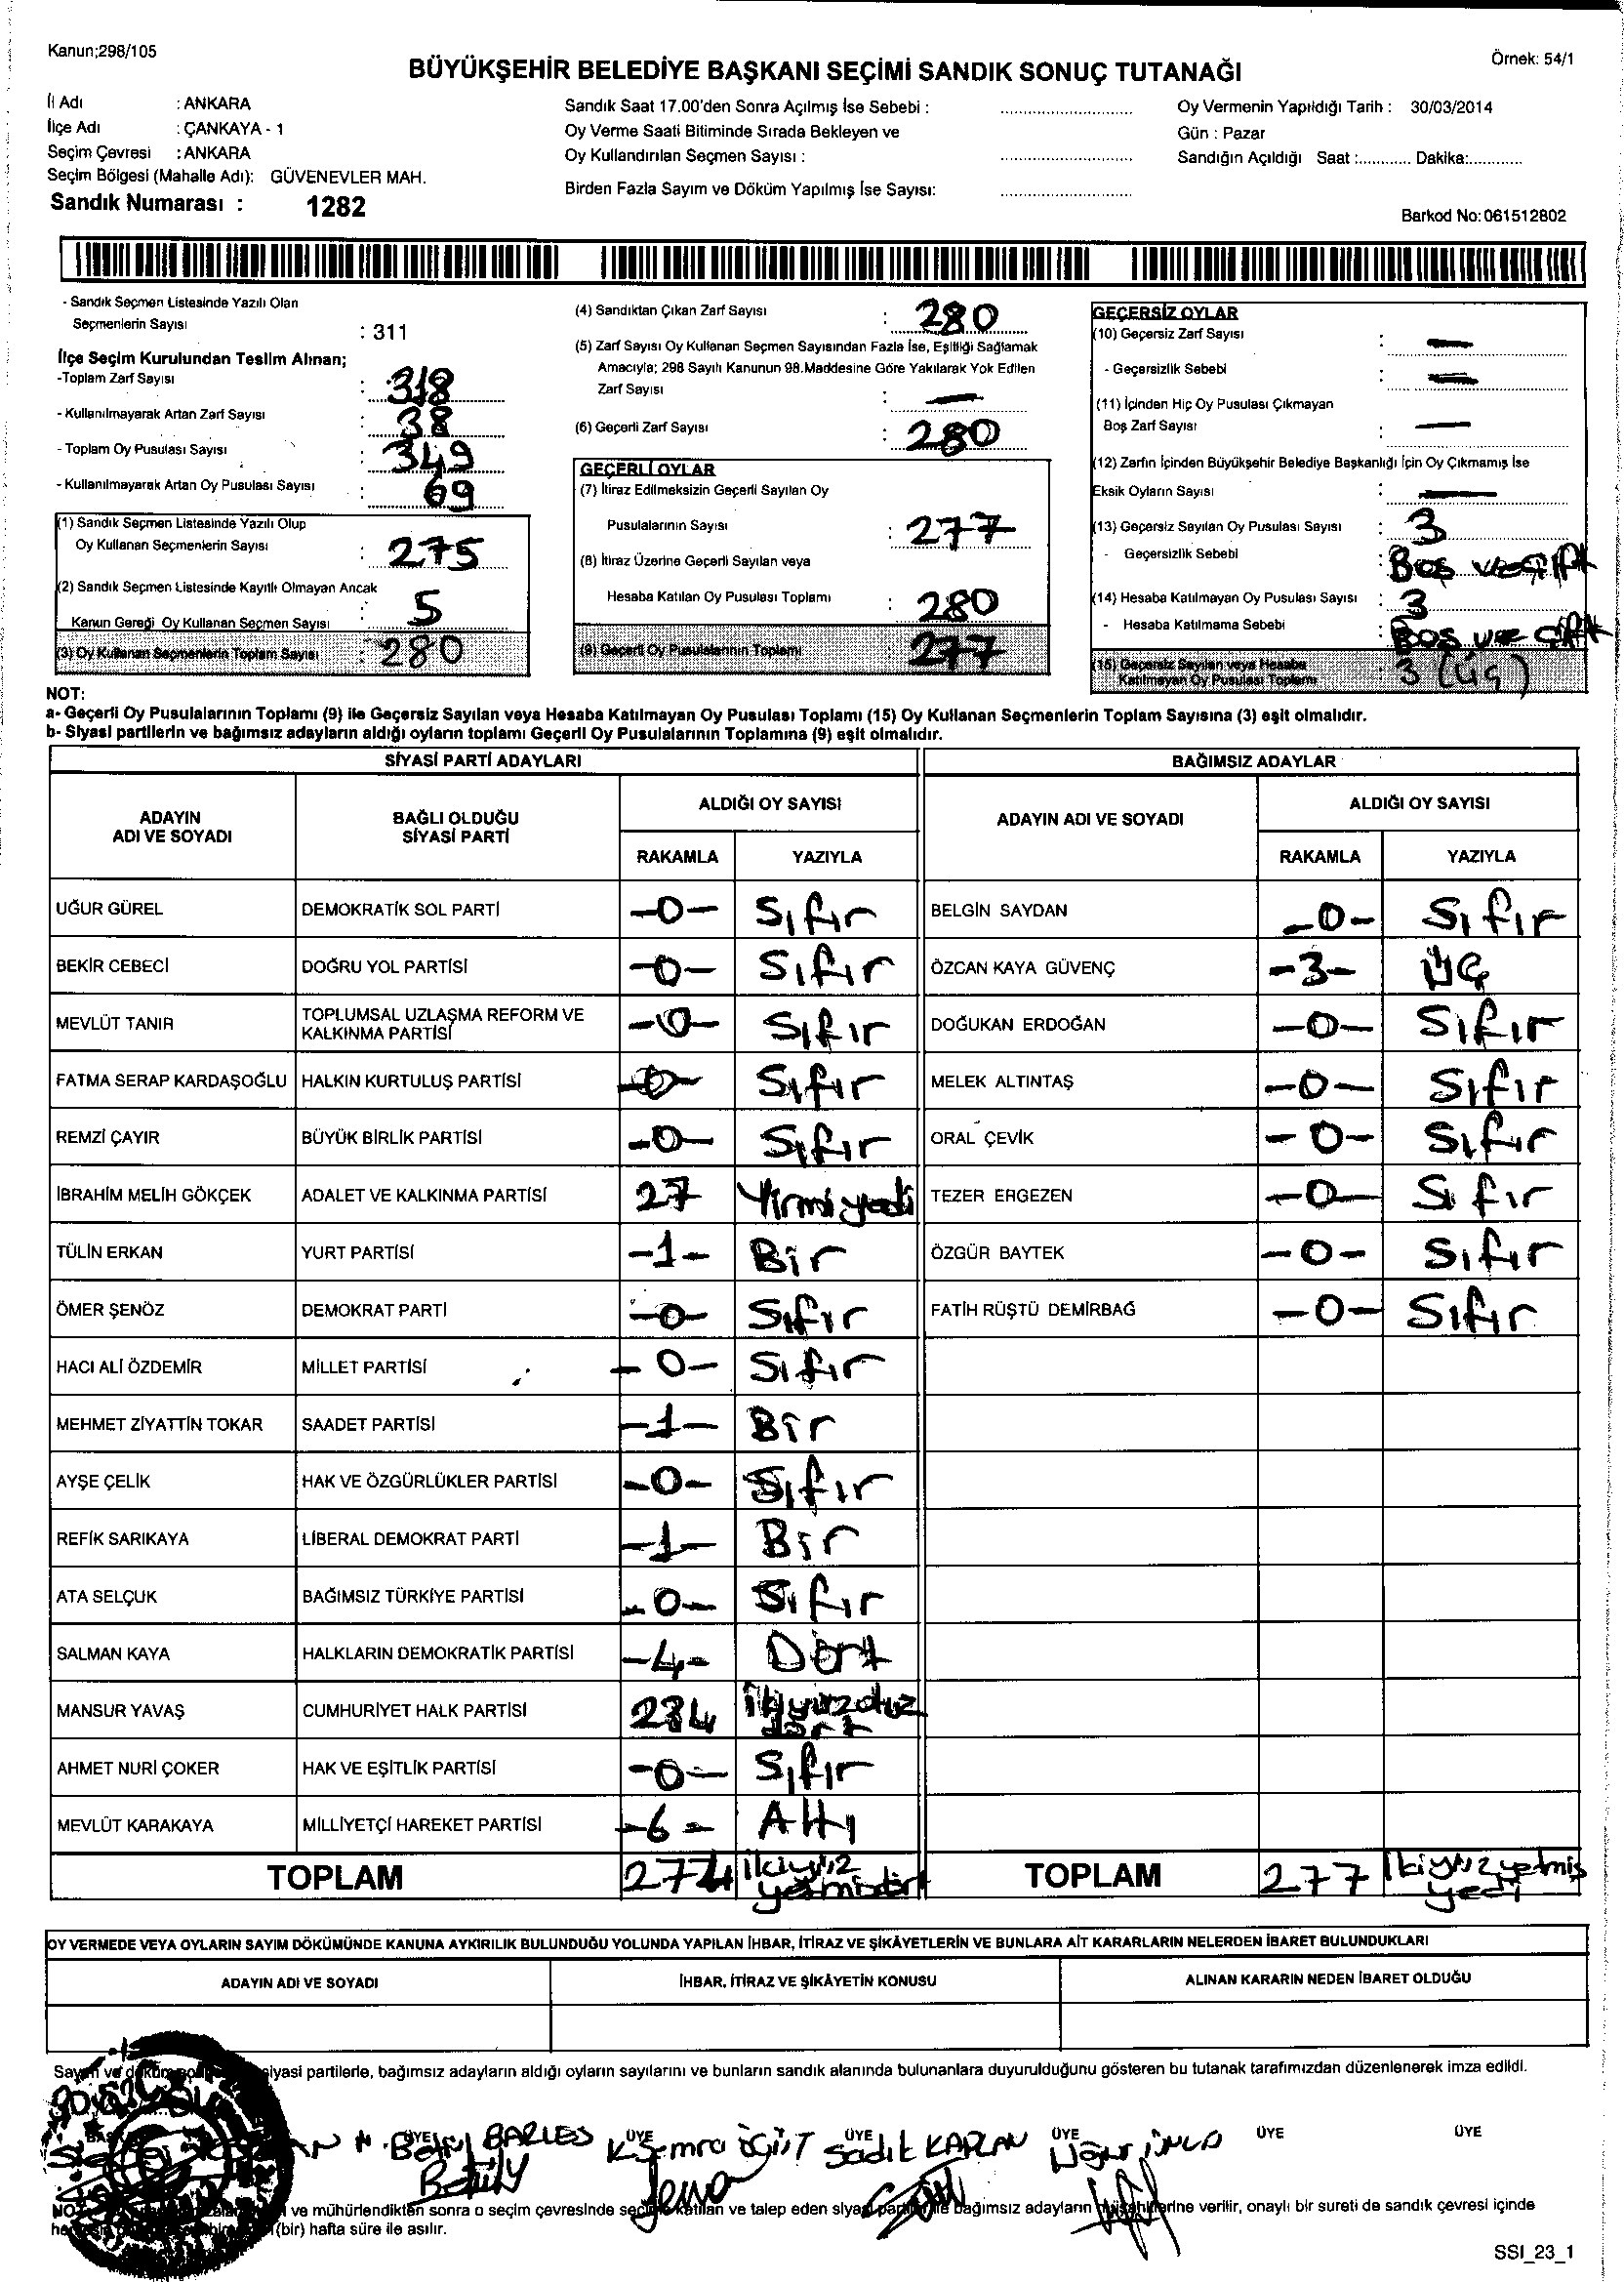 Kanun;298/105
Örnek: 54/1
BÜYÜKŞEHİR BELEDİYE BAŞKANI SEÇİMİ SANDIK SONUÇ TUTANAĞI
İl Adı : ANKARA
İlçe Adı : ÇANKAYA - 1
Seçim Çevresi : ANKARA
Seçim Bölgesi (Mahalle Adı): GÜVENEVLER MAH.
Sandık Numarası : 1282
Sandık Saat 17.00'den Sonra Açılmış İse Sebebi :
Oy Verme Saati Bitiminde Sırada Bekleyen ve
Oy Kullandırılan Seçmen Sayısı :
Birden Fazla Sayım ve Döküm Yapılmış İse Sayısı:
Oy Vermenin Yapıldığı Tarih : 30/03/2014
Gün : Pazar
Sandığın Açıldığı Saat :............ Dakika:............
Barkod No: 061512802
- Sandık Seçmen Listesinde Yazılı Olan
Seçmenlerin Sayısı : 311
İlçe Seçim Kurulundan Teslim Alınan;
-Toplam Zarf Sayısı : 318
- Kullanılmayarak Artan Zarf Sayısı : 38
- Toplam Oy Pusulası Sayısı : 349
- Kullanılmayarak Artan Oy Pusulası Sayısı : 69
(1) Sandık Seçmen Listesinde Yazılı Olup
Oy Kullanan Seçmenlerin Sayısı : 275
(2) Sandık Seçmen Listesinde Kayıtlı Olmayan Ancak
Kanun Gereği Oy Kullanan Seçmen Sayısı : 5
(3) Oy Kullanan Seçmenlerin Toplam Sayısı : 280
(4) Sandıktan Çıkan Zarf Sayısı : 280
(5) Zarf Sayısı Oy Kullanan Seçmen Sayısından Fazla İse, Eşitliği Sağlamak
Amacıyla; 298 Sayılı Kanunun 98.Maddesine Göre Yakılarak Yok Edilen
Zarf Sayısı : —
(6) Geçerli Zarf Sayısı : 280
GEÇERLİ OYLAR
(7) İtiraz Edilmeksizin Geçerli Sayılan Oy
Pusulalarının Sayısı : 277
(8) İtiraz Üzerine Geçerli Sayılan veya
Hesaba Katılan Oy Pusulası Toplamı : 280
(9) Geçerli Oy Pusulalarının Toplamı 277
GEÇERSİZ OYLAR
(10) Geçersiz Zarf Sayısı : —
- Geçersizlik Sebebi : —
(11) İçinden Hiç Oy Pusulası Çıkmayan
Boş Zarf Sayısı : —
(12) Zarfın İçinden Büyükşehir Belediye Başkanlığı İçin Oy Çıkmamış İse
Eksik Oyların Sayısı : —
(13) Geçersiz Sayılan Oy Pusulası Sayısı : 3
- Geçersizlik Sebebi : Boş ve çift
(14) Hesaba Katılmayan Oy Pusulası Sayısı : 3
- Hesaba Katılmama Sebebi : Boş ve çift
(15) Geçersiz Sayılan veya Hesaba
Katılmayan Oy Pusulası Toplamı : 3 (Üç)
NOT:
a- Geçerli Oy Pusulalarının Toplamı (9) ile Geçersiz Sayılan veya Hesaba Katılmayan Oy Pusulası Toplamı (15) Oy Kullanan Seçmenlerin Toplam Sayısına (3) eşit olmalıdır.
b- Siyasi partilerin ve bağımsız adayların aldığı oyların toplamı Geçerli Oy Pusulalarının Toplamına (9) eşit olmalıdır.
SİYASİ PARTİ ADAYLARI BAĞIMSIZ ADAYLAR
ADAYIN ADI VE SOYADI BAĞLI OLDUĞU SİYASİ PARTİ ALDIĞI OY SAYISI ADAYIN ADI VE SOYADI ALDIĞI OY SAYISI
RAKAMLA YAZIYLA RAKAMLA YAZIYLA
UĞUR GÜREL DEMOKRATİK SOL PARTİ -0- Sıfır BELGİN SAYDAN -0- Sıfır
BEKİR CEBECİ DOĞRU YOL PARTİSİ -0- Sıfır ÖZCAN KAYA GÜVENÇ -3- Üç
MEVLÜT TANIR TOPLUMSAL UZLAŞMA REFORM VE KALKINMA PARTİSİ -0- Sıfır DOĞUKAN ERDOĞAN -0- Sıfır
FATMA SERAP KARDAŞOĞLU HALKIN KURTULUŞ PARTİSİ -0- Sıfır MELEK ALTINTAŞ -0- Sıfır
REMZİ ÇAYIR BÜYÜK BİRLİK PARTİSİ -0- Sıfır ORAL ÇEVİK -0- Sıfır
İBRAHİM MELİH GÖKÇEK ADALET VE KALKINMA PARTİSİ 27 Yirmiyedi TEZER ERGEZEN -0- Sıfır
TÜLİN ERKAN YURT PARTİSİ -1- Bir ÖZGÜR BAYTEK -0- Sıfır
ÖMER ŞENÖZ DEMOKRAT PARTİ -0- Sıfır FATİH RÜŞTÜ DEMİRBAĞ -0- Sıfır
HACI ALİ ÖZDEMİR MİLLET PARTİSİ -0- Sıfır
MEHMET ZİYATTİN TOKAR SAADET PARTİSİ -1- Bir
AYŞE ÇELİK HAK VE ÖZGÜRLÜKLER PARTİSİ -0- Sıfır
REFİK SARIKAYA LİBERAL DEMOKRAT PARTİ -1- Bir
ATA SELÇUK BAĞIMSIZ TÜRKİYE PARTİSİ -0- Sıfır
SALMAN KAYA HALKLARIN DEMOKRATİK PARTİSİ -4- Dört
MANSUR YAVAŞ CUMHURİYET HALK PARTİSİ 234 ikiyüzotuz dört
AHMET NURİ ÇOKER HAK VE EŞİTLİK PARTİSİ -0- Sıfır
MEVLÜT KARAKAYA MİLLİYETÇİ HAREKET PARTİSİ -6- Altı
TOPLAM 274 ikiyüz yetmişdört TOPLAM 277 ikiyüzyetmiş yedi
OY VERMEDE VEYA OYLARIN SAYIM DÖKÜMÜNDE KANUNA AYKIRILIK BULUNDUĞU YOLUNDA YAPILAN İHBAR, İTİRAZ VE ŞİKÂYETLERİN VE BUNLARA AİT KARARLARIN NELERDEN İBARET BULUNDUKLARI
ADAYIN ADI VE SOYADI İHBAR, İTİRAZ VE ŞİKÂYETİN KONUSU ALINAN KARARIN NEDEN İBARET OLDUĞU
Sayım ve döküm siyasi partilerle, bağımsız adayların aldığı oyların sayılarını ve bunların sandık alanında bulunanlara duyurulduğunu gösteren bu tutanak tarafımızdan düzenlenerek imza edildi.
ÜYE ÜYE ÜYE ÜYE ÜYE ÜYE
BARLES K. Semra ÖĞÜT Sadık KAPLAN Uğur
ve mühürlendikten sonra o seçim çevresinde seçime katılan ve talep eden siyasi partiler ile bağımsız adayların müşahitlerine verilir, onaylı bir sureti de sandık çevresi içinde
(bir) hafta süre ile asılır.
SSI_23_1